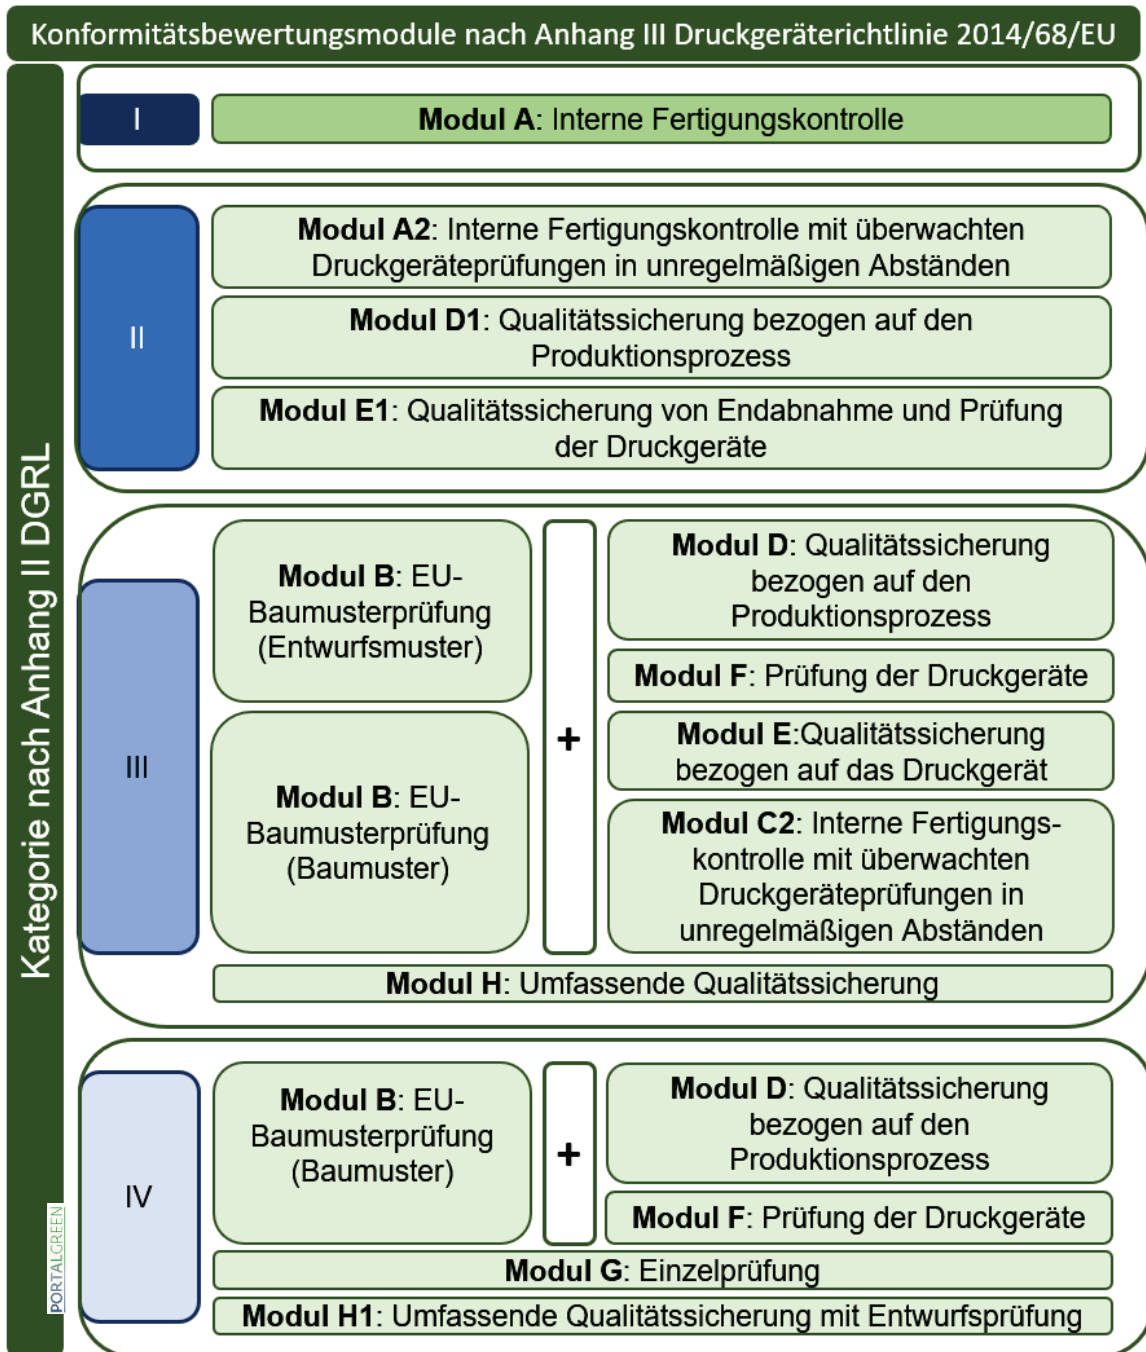 Konformitätsbewertungsmodule nach Anhang III Druckgeräterichtlinie 2014/68/EU
Kategorie nach Anhang II DGRL
I
Modul A: Interne Fertigungskontrolle
II
Modul A2: Interne Fertigungskontrolle mit überwachten
Druckgeräteprüfungen in unregelmäßigen Abständen
Modul D1: Qualitätssicherung bezogen auf den
Produktionsprozess
Modul E1: Qualitätssicherung von Endabnahme und Prüfung
der Druckgeräte
III
Modul B: EU-
Baumusterprüfung
(Entwurfsmuster)
Modul B: EU-
Baumusterprüfung
(Baumuster)
+
Modul D: Qualitätssicherung
bezogen auf den
Produktionsprozess
Modul F: Prüfung der Druckgeräte
Modul E:Qualitätssicherung
bezogen auf das Druckgerät
Modul C2: Interne Fertigungs-
kontrolle mit überwachten
Druckgeräteprüfungen in
unregelmäßigen Abständen
Modul H: Umfassende Qualitätssicherung
IV
Modul B: EU-
Baumusterprüfung
(Baumuster)
+
Modul D: Qualitätssicherung
bezogen auf den
Produktionsprozess
Modul F: Prüfung der Druckgeräte
Modul G: Einzelprüfung
Modul H1: Umfassende Qualitätssicherung mit Entwurfsprüfung
PORTALGREEN